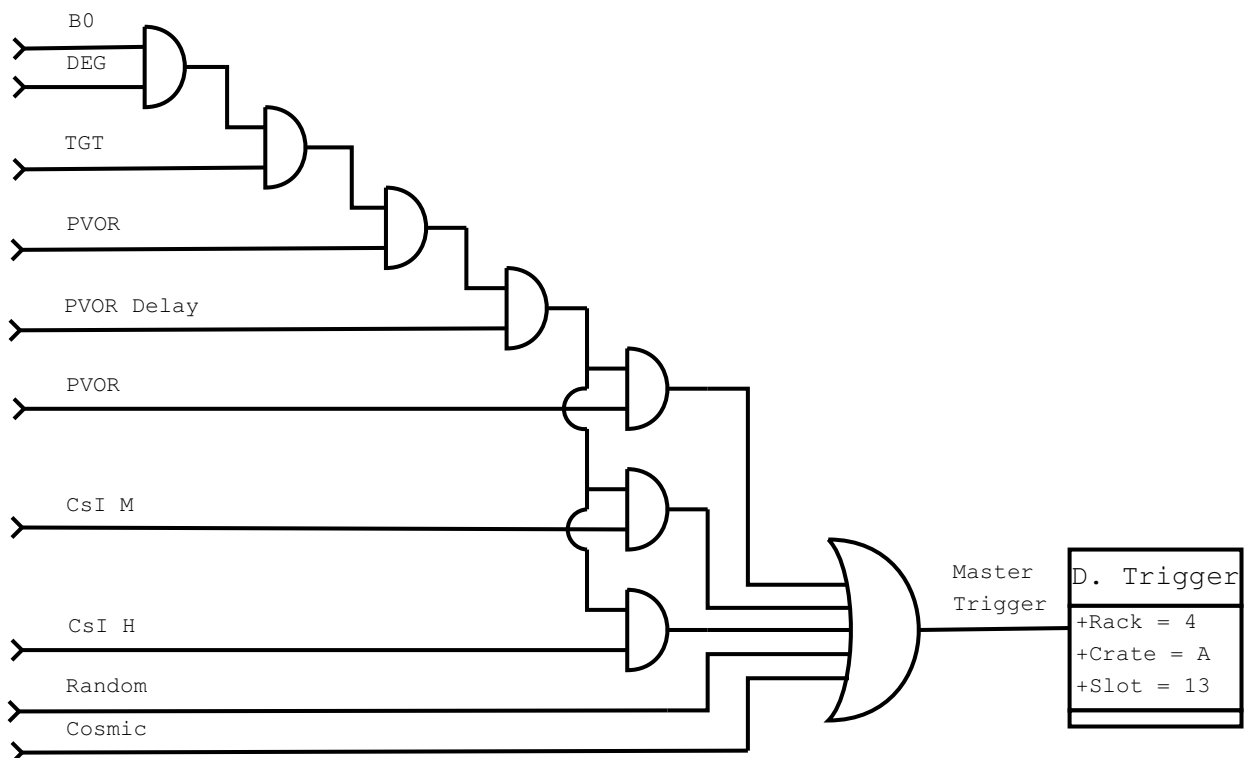 B0
DEG
TGT
PVOR
PVOR Delay
PVOR
CsI M
CsI H
Random
Cosmic
Master
Trigger
D. Trigger
+Rack = 4
+Crate = A
+Slot = 13